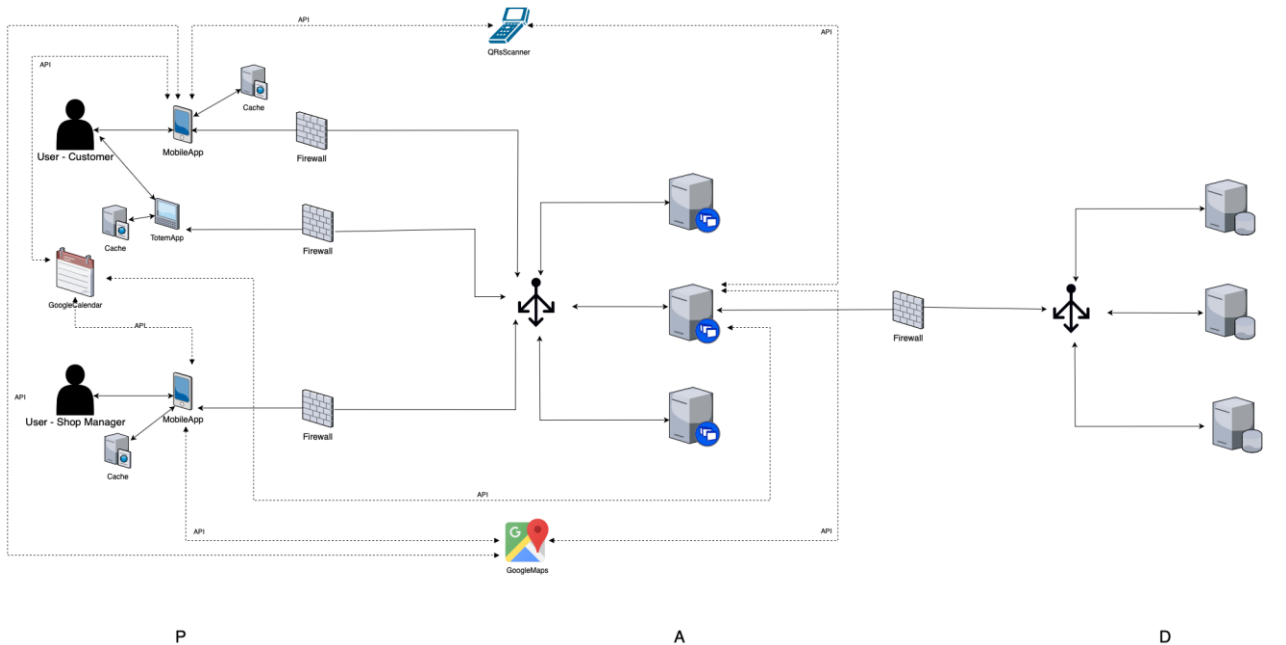 API
QRsScanner
API
API
Cache
User - Customer
MobileApp
Firewall
Cache
TotemApp
Firewall
GoogleCalendar
API
API
User - Shop Manager
MobileApp
Firewall
Firewall
Cache
API
API
G
GoogleMaps
API
P
A
D